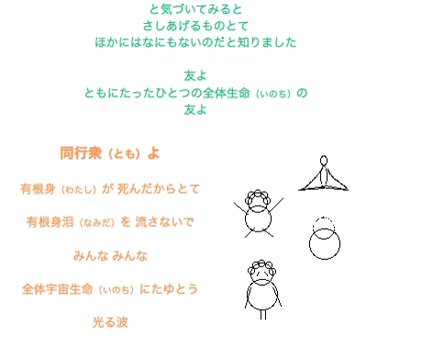 と気づいてみると
さしあげるものとて
ほかにはなにもないのだと知りました
友よ
ともにたったひとつの全体生命（いのち）の
友よ
同行衆（とも）よ
有根身（わたし）が 死んだからとて
有根身泪（なみだ）を 流さないで
みんな みんな
全体宇宙生命（いのち）にたゆとう
光る波